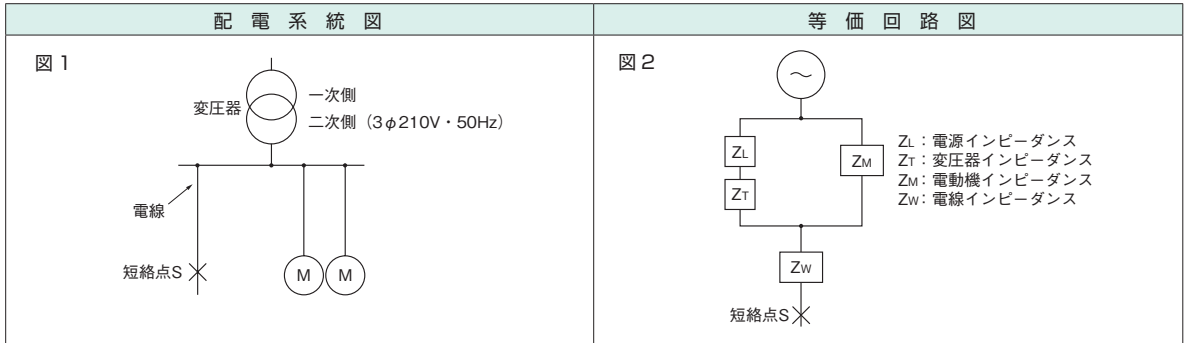 配電系統図
等価回路図
図1
変圧器
一次側
二次側（3φ210V・50Hz）
電線
短絡点S
M
M
図2
〜
ZL
ZT
ZM
ZL：電源インピーダンス
ZT：変圧器インピーダンス
ZM：電動機インピーダンス
ZW：電線インピーダンス
ZW
短絡点S